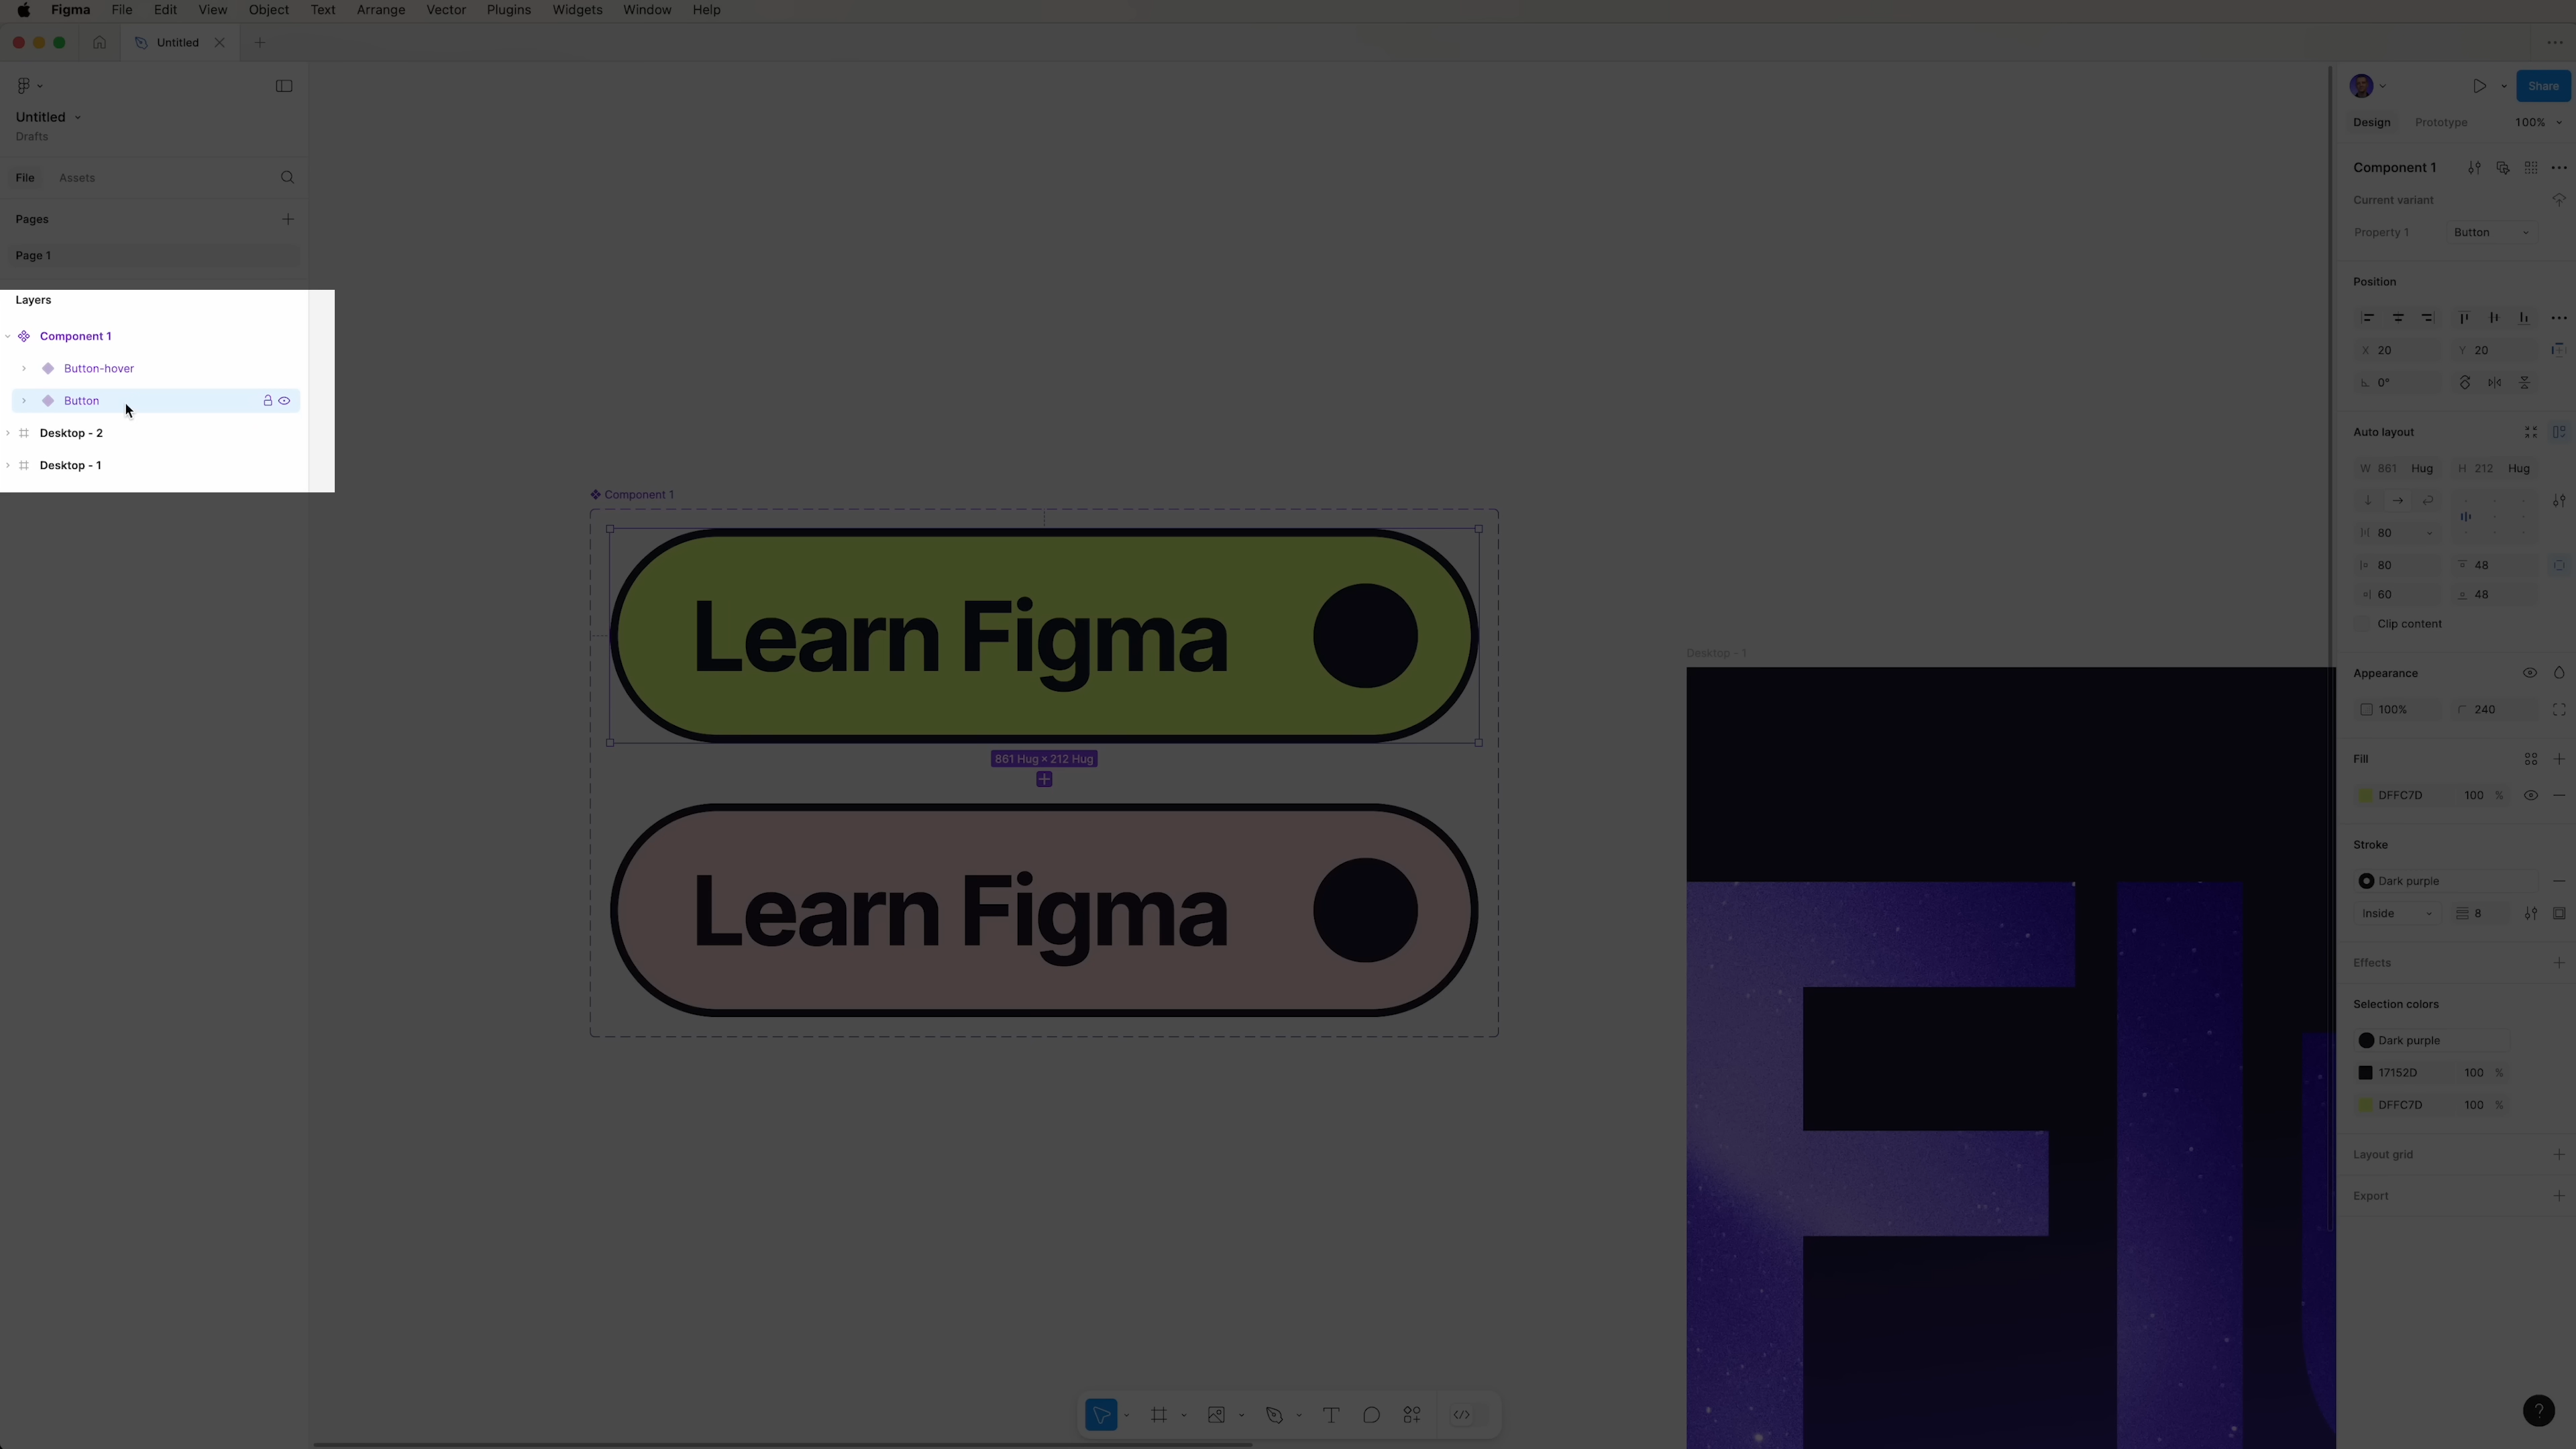 Figma File Edit View Object Text Arrange Vector Plugins Widgets Window Help
Untitled
Untitled
Drafts
File Assets
Pages
Page 1
Layers
Component 1
Button-hover
Button
Desktop - 2
Desktop - 1
Component 1
Learn Figma
861 Hug × 212 Hug
Learn Figma
Desktop - 1
Share
Design Prototype 100%
Component 1
Current variant
Property 1 Button
Position
X 20 Y 20
0°
Auto layout
W 861 Hug H 212 Hug
80
80 48
60 48
Clip content
Appearance
100% 240
Fill
DFFC7D 100 %
Stroke
Dark purple
Inside 8
Effects
Selection colors
Dark purple
17152D 100 %
DFFC7D 100 %
Layout grid
Export
?